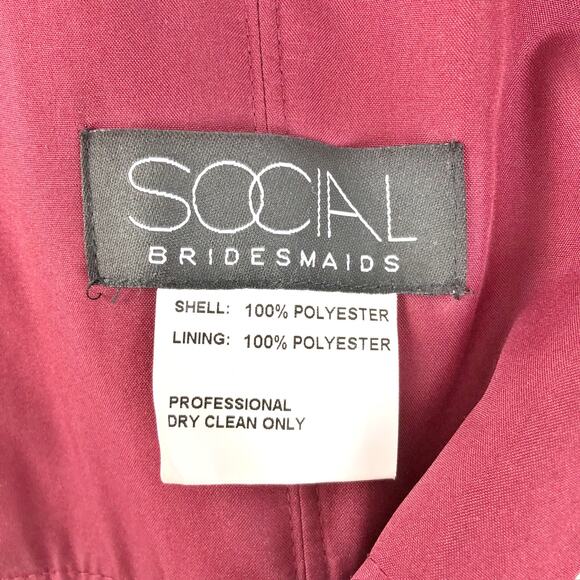 SOCIAL
BRIDESMAIDS
SHELL: 100% POLYESTER
LINING: 100% POLYESTER
PROFESSIONAL
DRY CLEAN ONLY